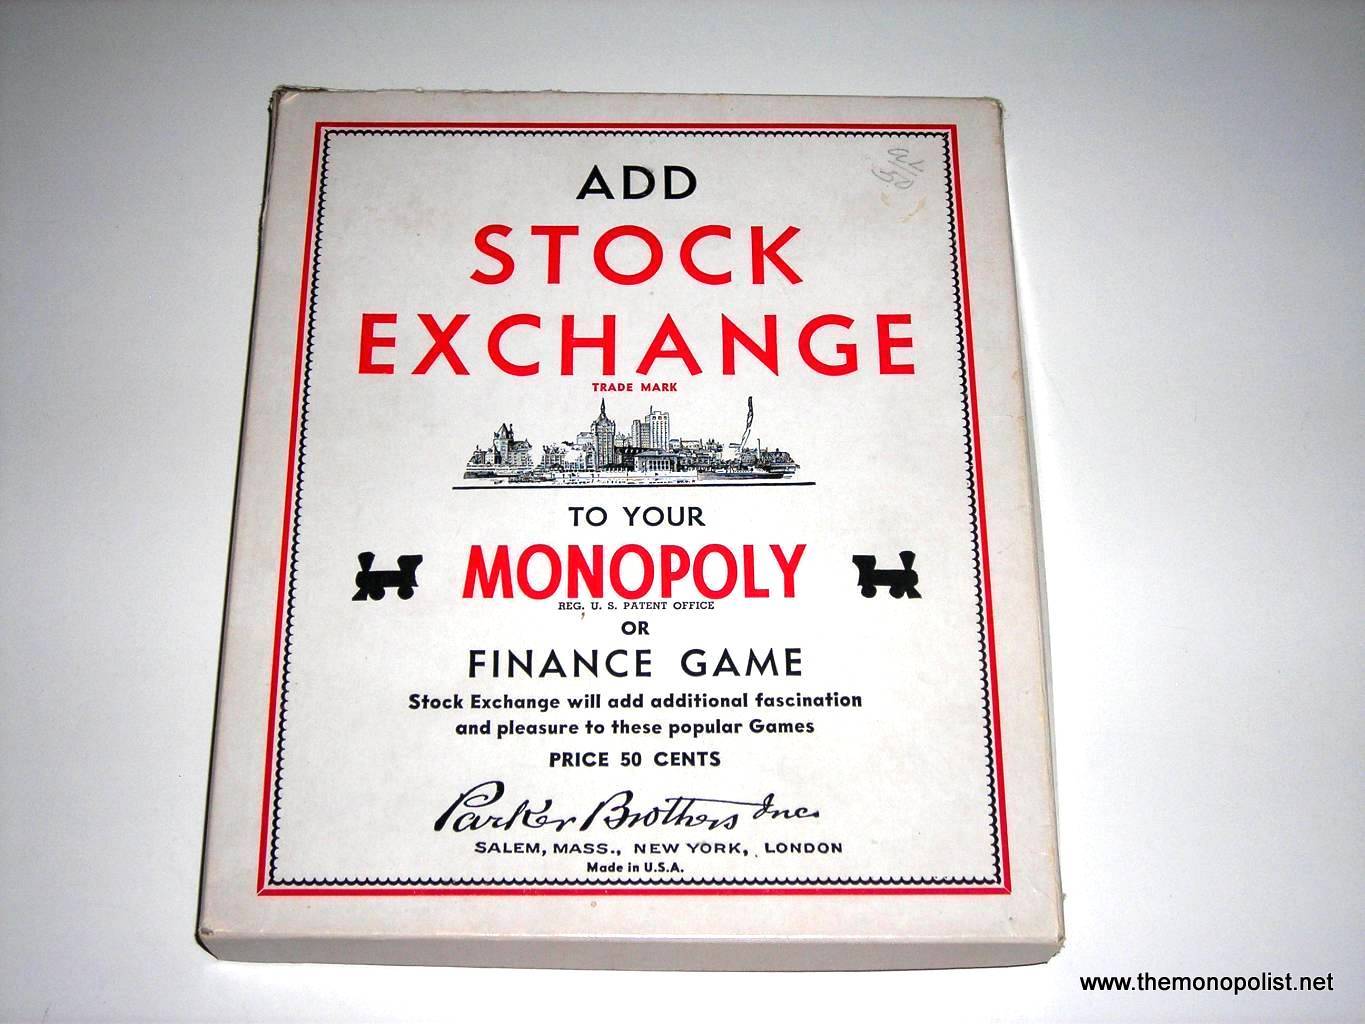 ADD
STOCK
EXCHANGE
TRADE MARK
TO YOUR
MONOPOLY
REG. U. S. PATENT OFFICE
OR
FINANCE GAME
Stock Exchange will add additional fascination
and pleasure to these popular Games
PRICE 50 CENTS
Parker Brothers Inc.
SALEM, MASS., NEW YORK, LONDON
Made in U.S.A.
50
www.themonopolist.net